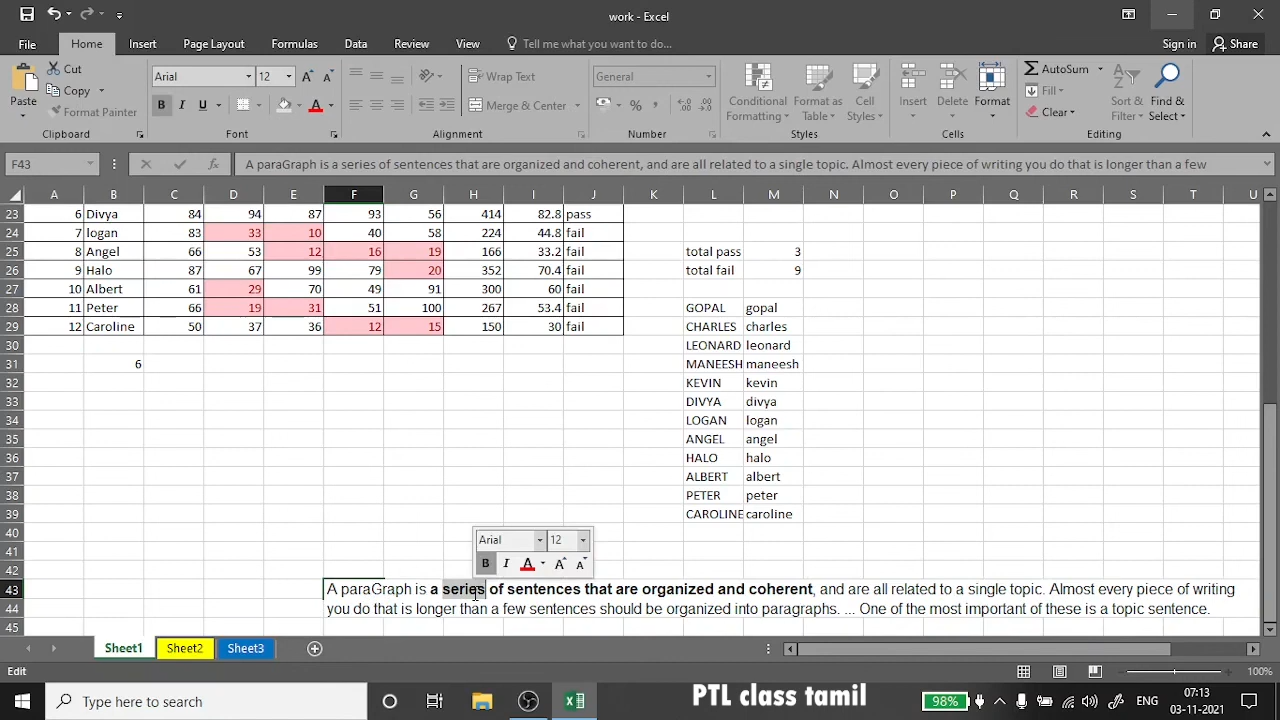 work - Excel
File Home Insert Page Layout Formulas Data Review View Tell me what you want to do... Sign in Share
Paste Cut Copy Format Painter
Arial 12 B I U
Wrap Text Merge & Center
General %
Conditional Formatting Format as Table Cell Styles
Insert Delete Format
AutoSum Fill Clear Sort & Filter Find & Select
Clipboard Font Alignment Number Styles Cells Editing
F43 fx A paraGraph is a series of sentences that are organized and coherent, and are all related to a single topic. Almost every piece of writing you do that is longer than a few
A B C D E F G H I J K L M N O P Q R S T U
23 6 Divya 84 94 87 93 56 414 82.8 pass
24 7 logan 83 33 10 40 58 224 44.8 fail
25 8 Angel 66 53 12 16 19 166 33.2 fail total pass 3
26 9 Halo 87 67 99 79 20 352 70.4 fail total fail 9
27 10 Albert 61 29 70 49 91 300 60 fail
28 11 Peter 66 19 31 51 100 267 53.4 fail GOPAL gopal
29 12 Caroline 50 37 36 12 15 150 30 fail CHARLES charles
30 LEONARD leonard
31 6 MANEESH maneesh
32 KEVIN kevin
33 DIVYA divya
34 LOGAN logan
35 ANGEL angel
36 HALO halo
37 ALBERT albert
38 PETER peter
39 CAROLINE caroline
40
41
42
Arial 12
B I A A A
43 A paraGraph is a series of sentences that are organized and coherent, and are all related to a single topic. Almost every piece of writing
44 you do that is longer than a few sentences should be organized into paragraphs. ... One of the most important of these is a topic sentence.
45
Sheet1 Sheet2 Sheet3
Edit 100%
Type here to search PTL class tamil 98% ENG 07:13
03-11-2021